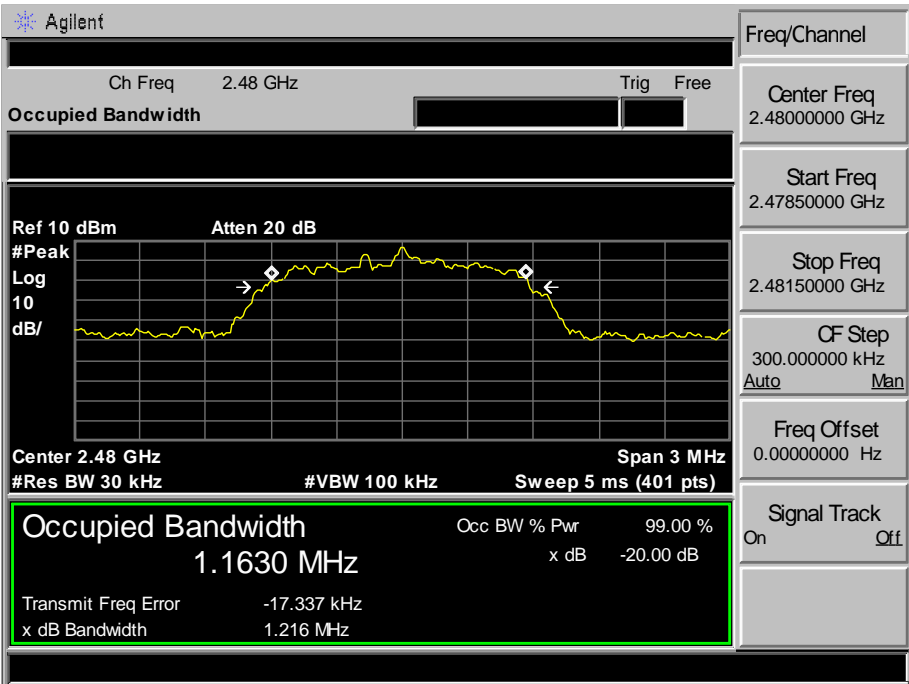 Agilent
Freq/Channel
Ch Freq 2.48 GHz Trig Free
Occupied Bandwidth
Center Freq
2.48000000 GHz
Start Freq
2.47850000 GHz
Stop Freq
2.48150000 GHz
CF Step
300.000000 kHz
Auto Man
Freq Offset
0.00000000 Hz
Signal Track
On Off
Ref 10 dBm Atten 20 dB
#Peak
Log
10
dB/
Center 2.48 GHz Span 3 MHz
#Res BW 30 kHz #VBW 100 kHz Sweep 5 ms (401 pts)
Occupied Bandwidth Occ BW % Pwr 99.00 %
1.1630 MHz x dB -20.00 dB
Transmit Freq Error -17.337 kHz
x dB Bandwidth 1.216 MHz